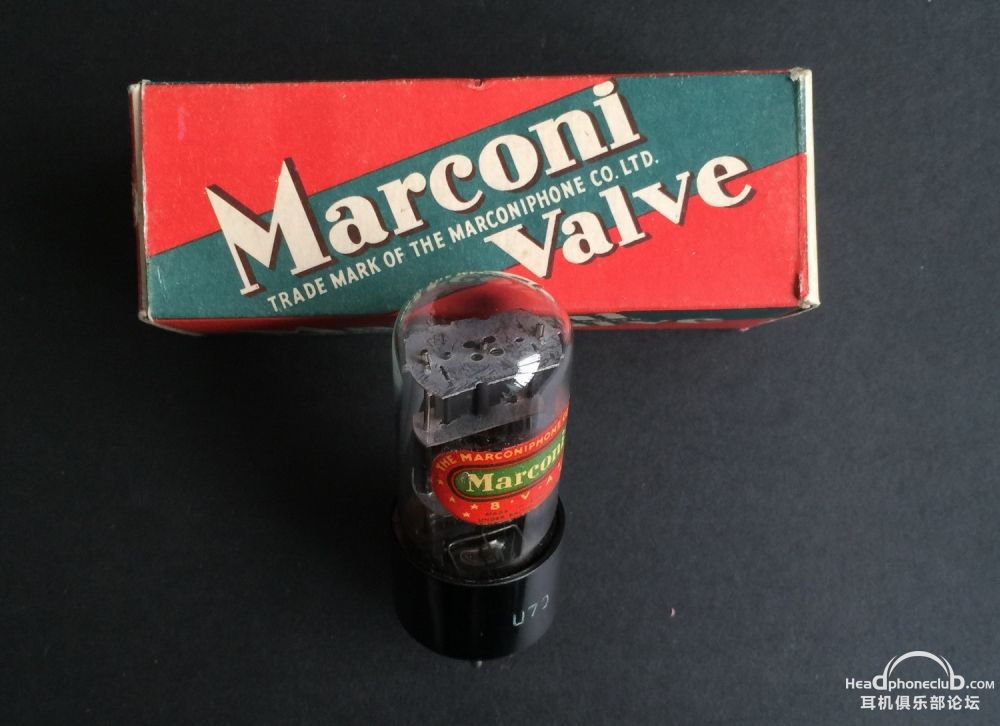 Marconi
TRADE MARK OF THE MARCONIPHONE CO. LTD.
Valve
THE MARCONIPHONE
Marconi
B · V · A
Headphoneclub.com
耳机俱乐部论坛